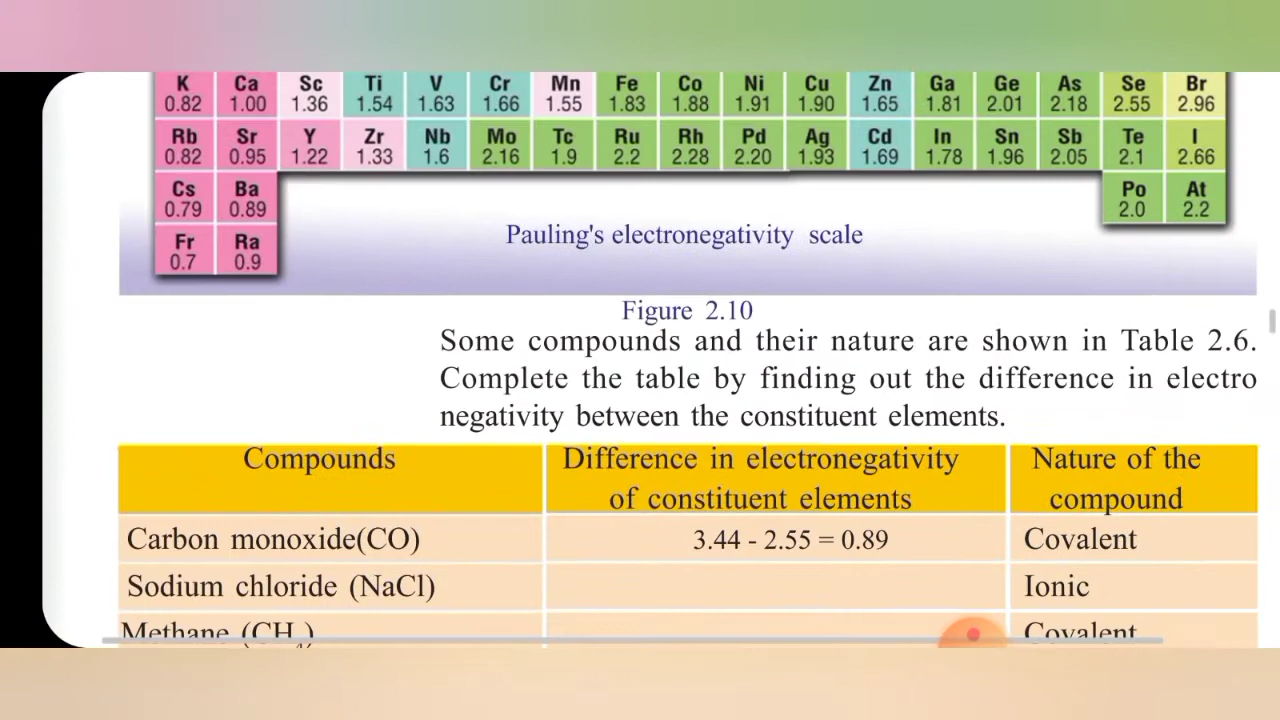 K Ca Sc Ti V Cr Mn Fe Co Ni Cu Zn Ga Ge As Se Br
0.82 1.00 1.36 1.54 1.63 1.66 1.55 1.83 1.88 1.91 1.90 1.65 1.81 2.01 2.18 2.55 2.96
Rb Sr Y Zr Nb Mo Tc Ru Rh Pd Ag Cd In Sn Sb Te I
0.82 0.95 1.22 1.33 1.6 2.16 1.9 2.2 2.28 2.20 1.93 1.69 1.78 1.96 2.05 2.1 2.66
Cs Ba Po At
0.79 0.89 2.0 2.2
Pauling's electronegativity scale
Fr Ra
0.7 0.9
Figure 2.10
Some compounds and their nature are shown in Table 2.6.
Complete the table by finding out the difference in electro
negativity between the constituent elements.
Compounds Difference in electronegativity Nature of the
of constituent elements compound
Carbon monoxide(CO) 3.44 - 2.55 = 0.89 Covalent
Sodium chloride (NaCl) Ionic
Methane (CH₄) Covalent